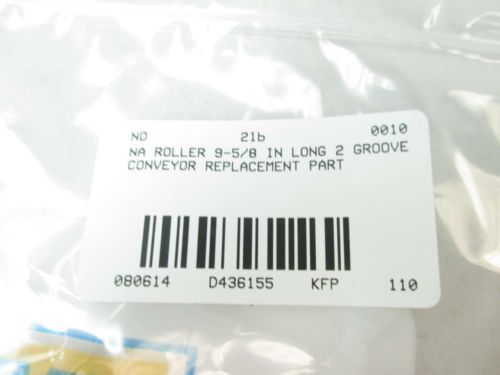 NO 21b 0010
NA ROLLER 9-5/8 IN LONG 2 GROOVE
CONVEYOR REPLACEMENT PART
080614 D436155 KFP 110